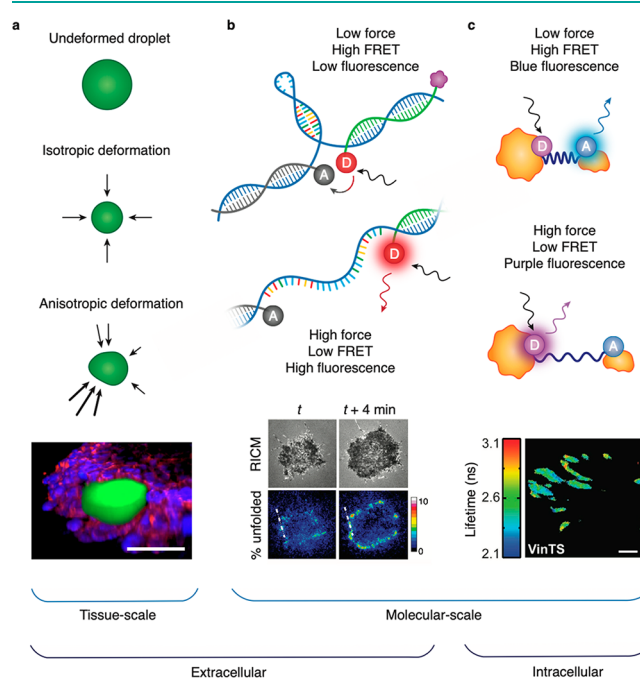 a
Undeformed droplet
Isotropic deformation
Anisotropic deformation
b
Low force
High FRET
Low fluorescence
A
D
D
A
High force
Low FRET
High fluorescence
t
t + 4 min
RICM
% unfolded
10
0
c
Low force
High FRET
Blue fluorescence
D
A
High force
Low FRET
Purple fluorescence
D
A
Lifetime (ns)
3.1
2.6
2.1
VinTS
Tissue-scale
Molecular-scale
Extracellular
Intracellular